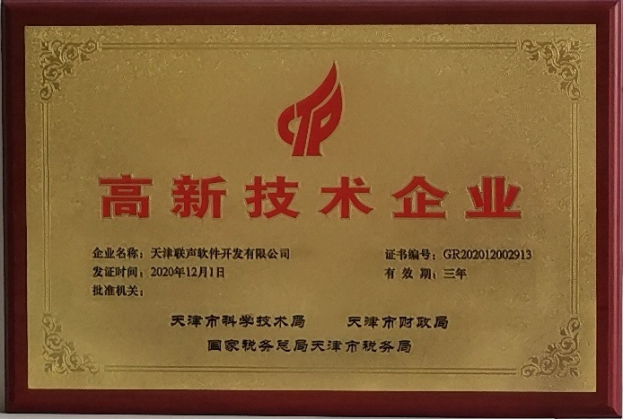 高新技术企业
企业名称：天津联声软件开发有限公司 证书编号：GR202012002913
发证时间：2020年12月1日 有 效 期：三年
批准机关：
天津市科学技术局 天津市财政局
国家税务总局天津市税务局